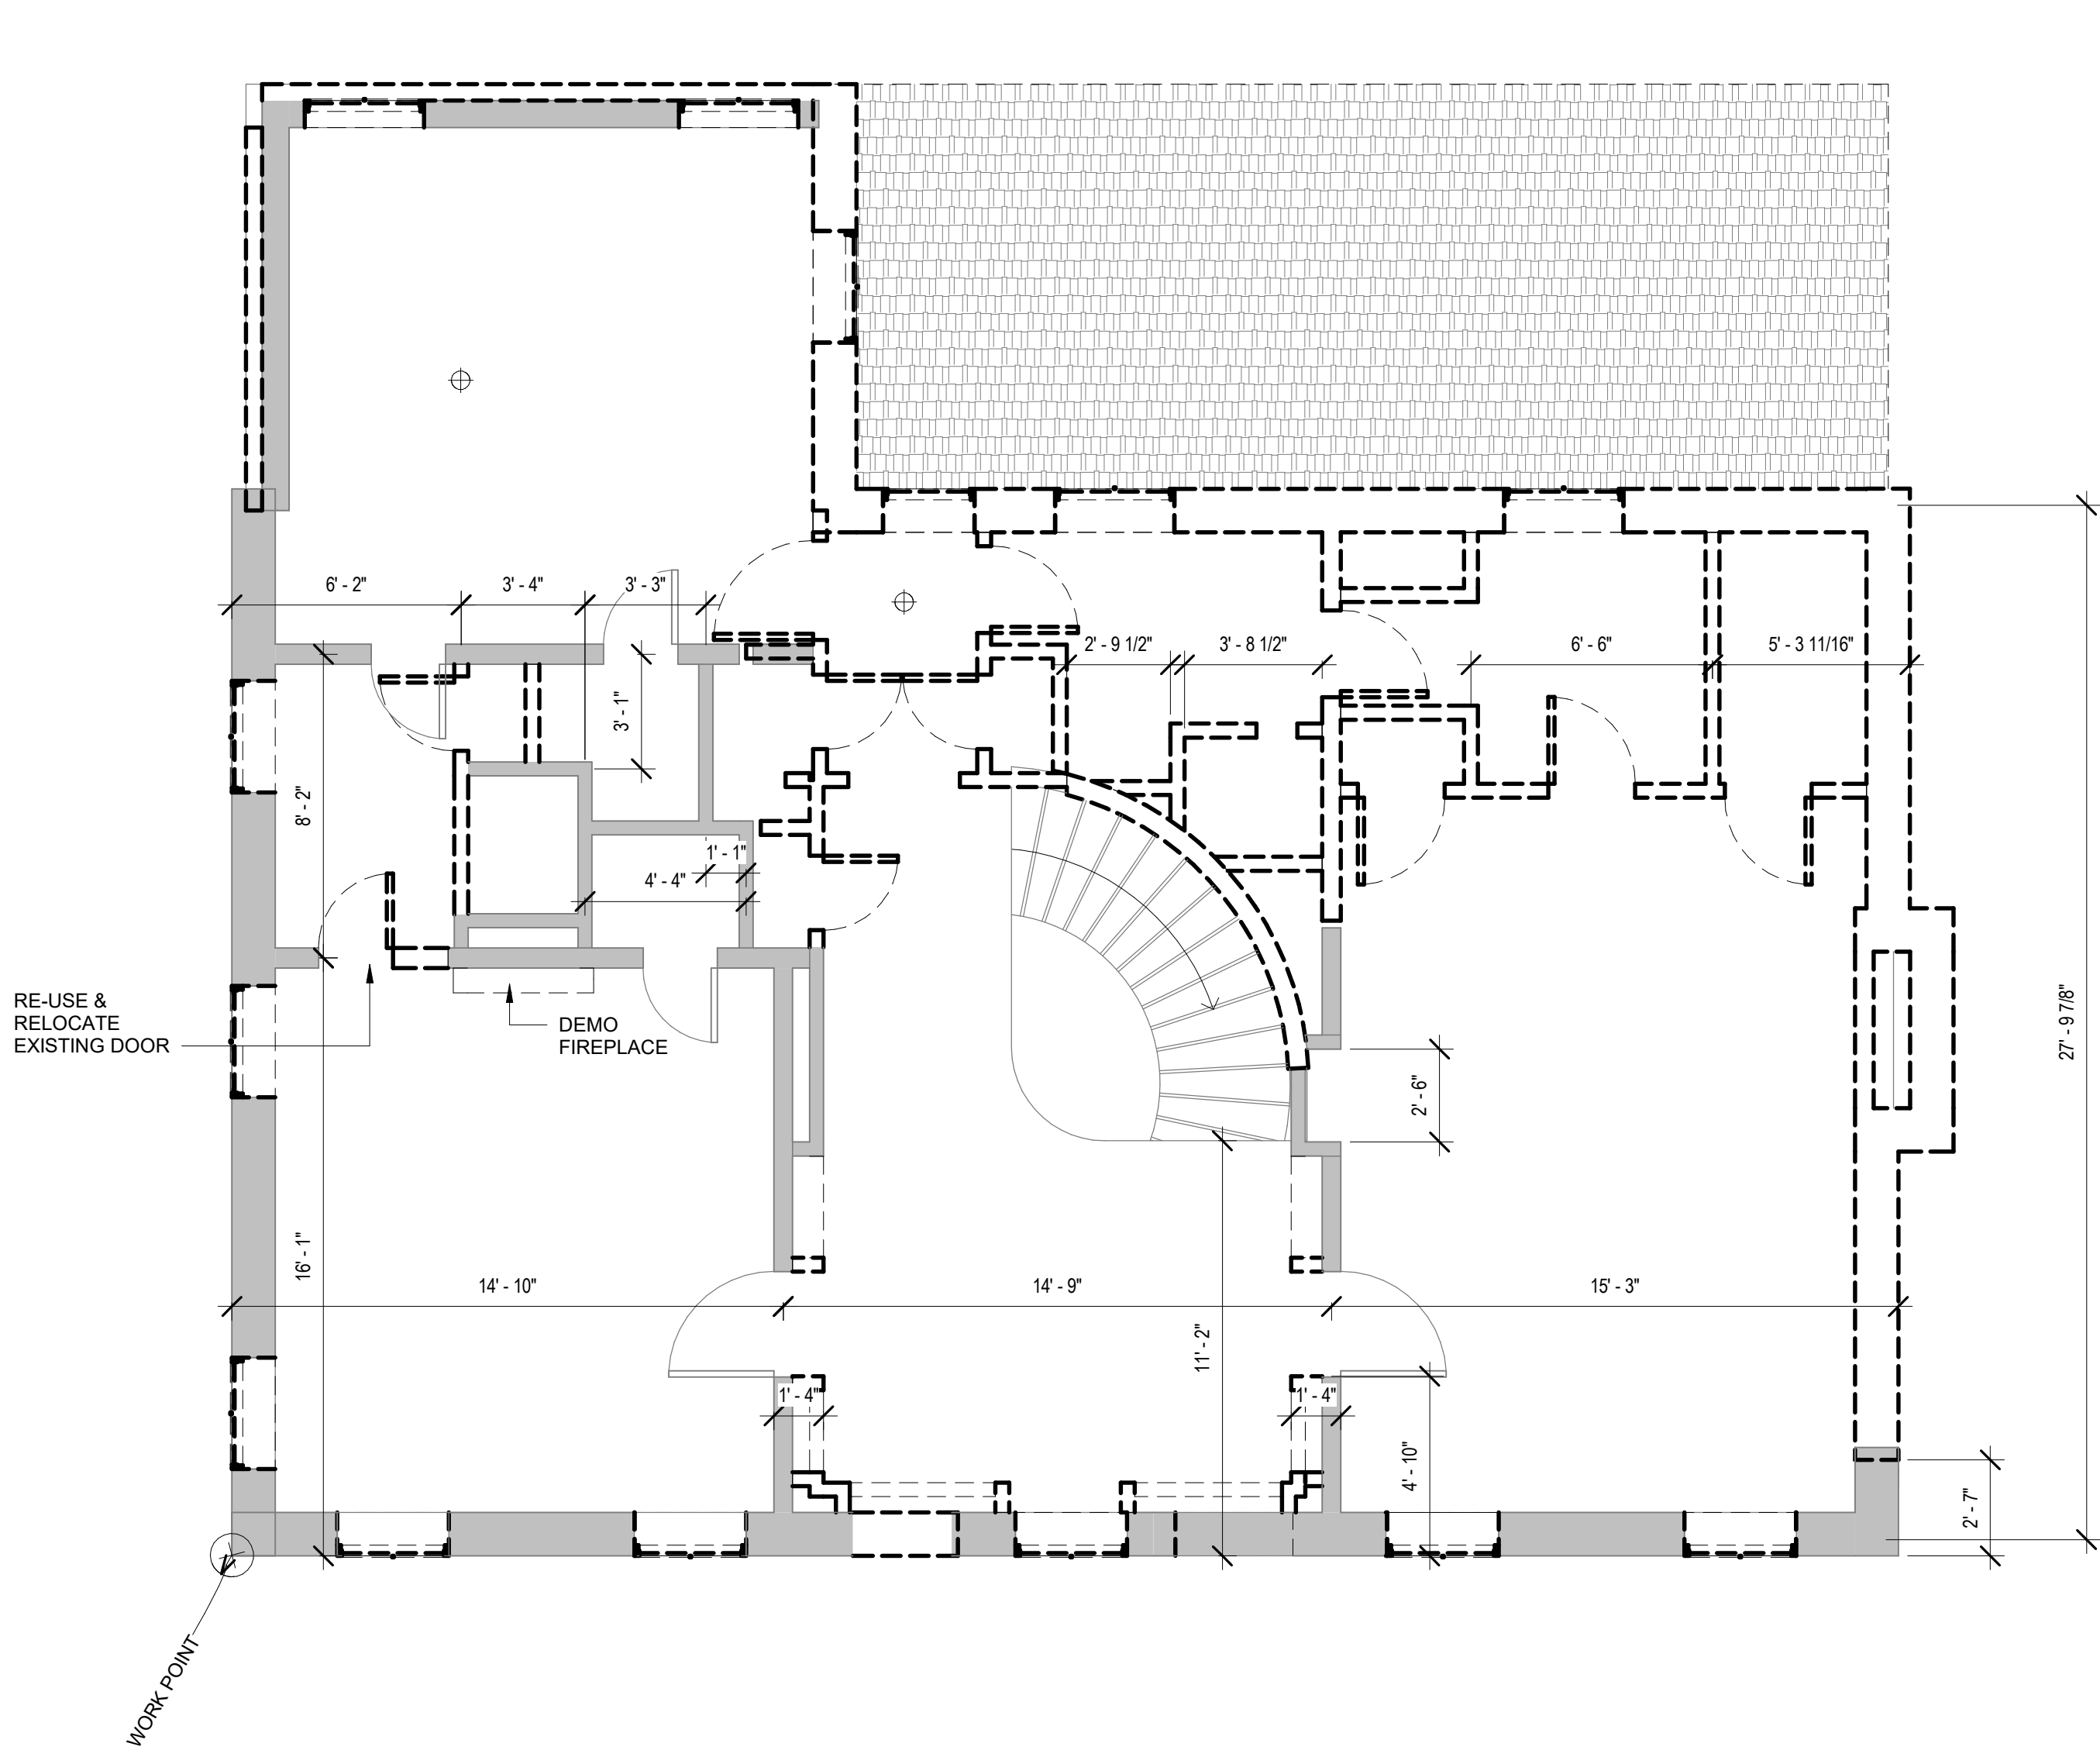 6' - 2"
3' - 4"
3' - 3"
2' - 9 1/2"
3' - 8 1/2"
6' - 6"
5' - 3 11/16"
3' - 1"
8' - 2"
1' - 1"
4' - 4"
RE-USE &
RELOCATE
EXISTING DOOR
DEMO
FIREPLACE
27' - 9 7/8"
2' - 6"
16' - 1"
14' - 10"
14' - 9"
15' - 3"
11' - 2"
1' - 4"
1' - 4"
4' - 10"
2' - 7"
WORK POINT